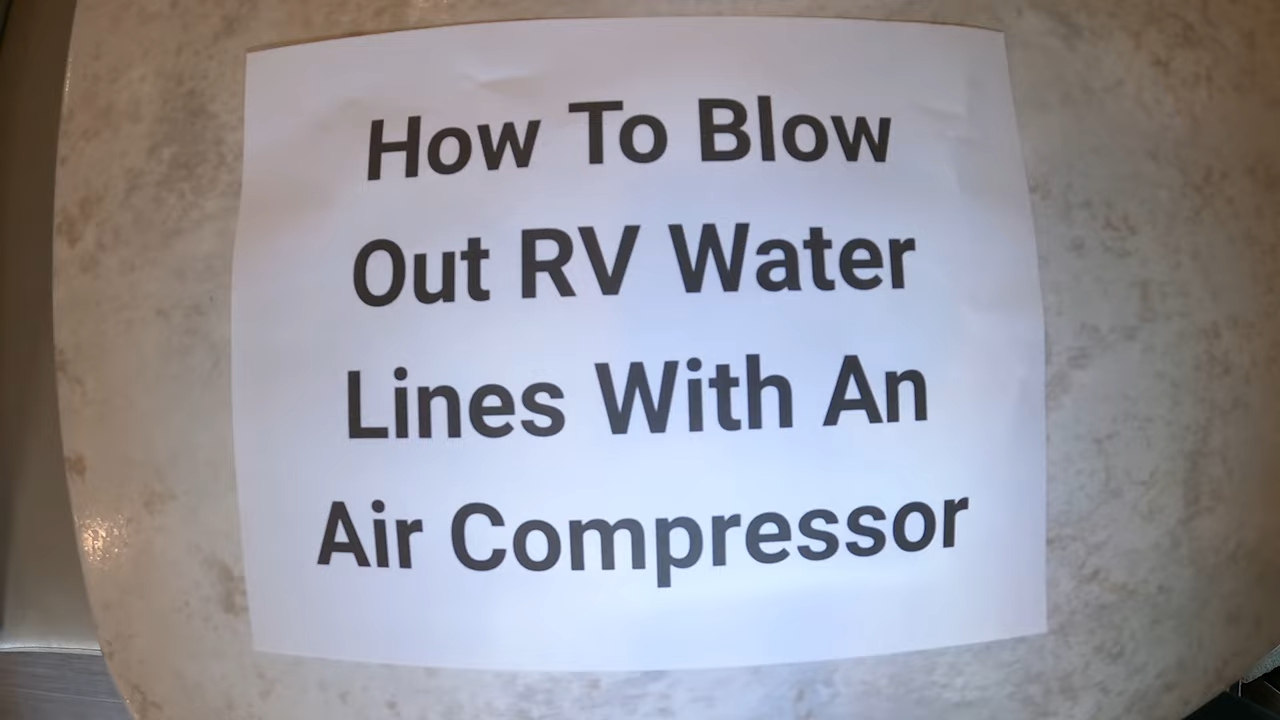 How To Blow
Out RV Water
Lines With An
Air Compressor